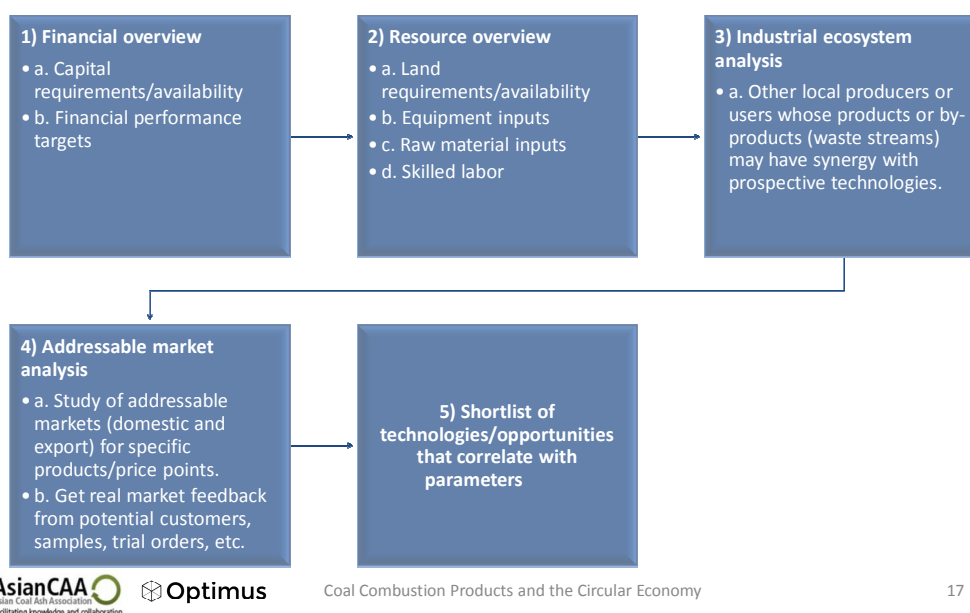 1) Financial overview
• a. Capital
requirements/availability
• b. Financial performance
targets
2) Resource overview
• a. Land
requirements/availability
• b. Equipment inputs
• c. Raw material inputs
• d. Skilled labor
3) Industrial ecosystem
analysis
• a. Other local producers or
users whose products or by-
products (waste streams)
may have synergy with
prospective technologies.
4) Addressable market
analysis
• a. Study of addressable
markets (domestic and
export) for specific
products/price points.
• b. Get real market feedback
from potential customers,
samples, trial orders, etc.
5) Shortlist of
technologies/opportunities
that correlate with
parameters
AsianCAA
Asian Coal Ash Association
facilitating knowledge and collaboration
Optimus
Coal Combustion Products and the Circular Economy
17